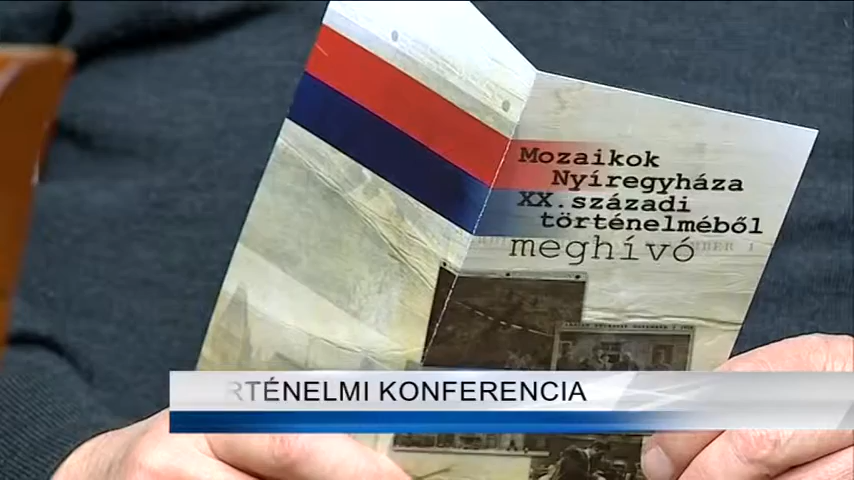 Mozaikok
Nyíregyháza
XX. századi
történelméből
meghívó
RTÉNELMI KONFERENCIA